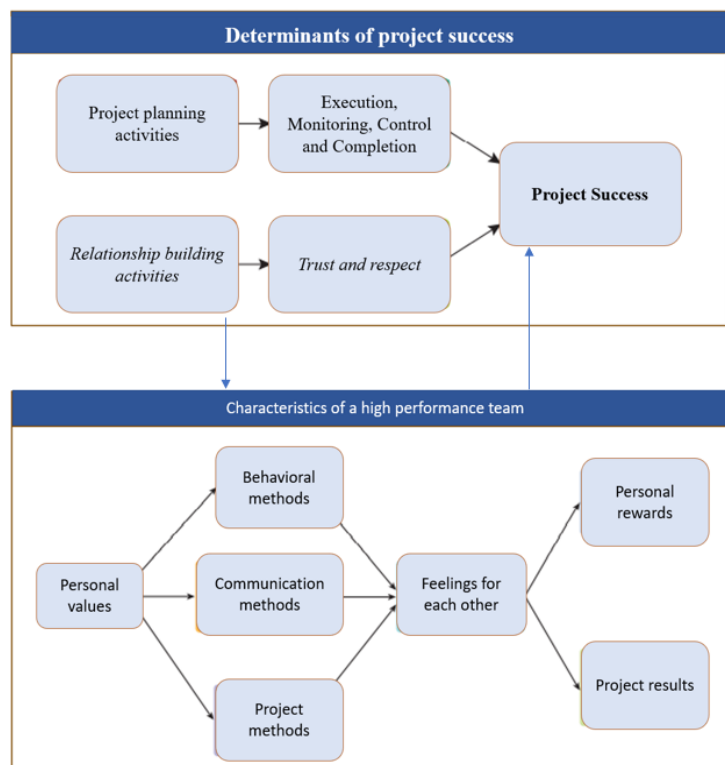 Determinants of project success
Project planning
activities
Execution,
Monitoring, Control
and Completion
Project Success
Relationship building
activities
Trust and respect
Characteristics of a high performance team
Behavioral
methods
Personal
rewards
Personal
values
Communication
methods
Feelings for
each other
Project
methods
Project results